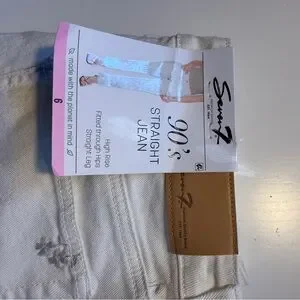 Seven7
90's
STRAIGHT
JEAN
High Rise
Fitted through Hips
Straight Leg
made with the planet in mind
6